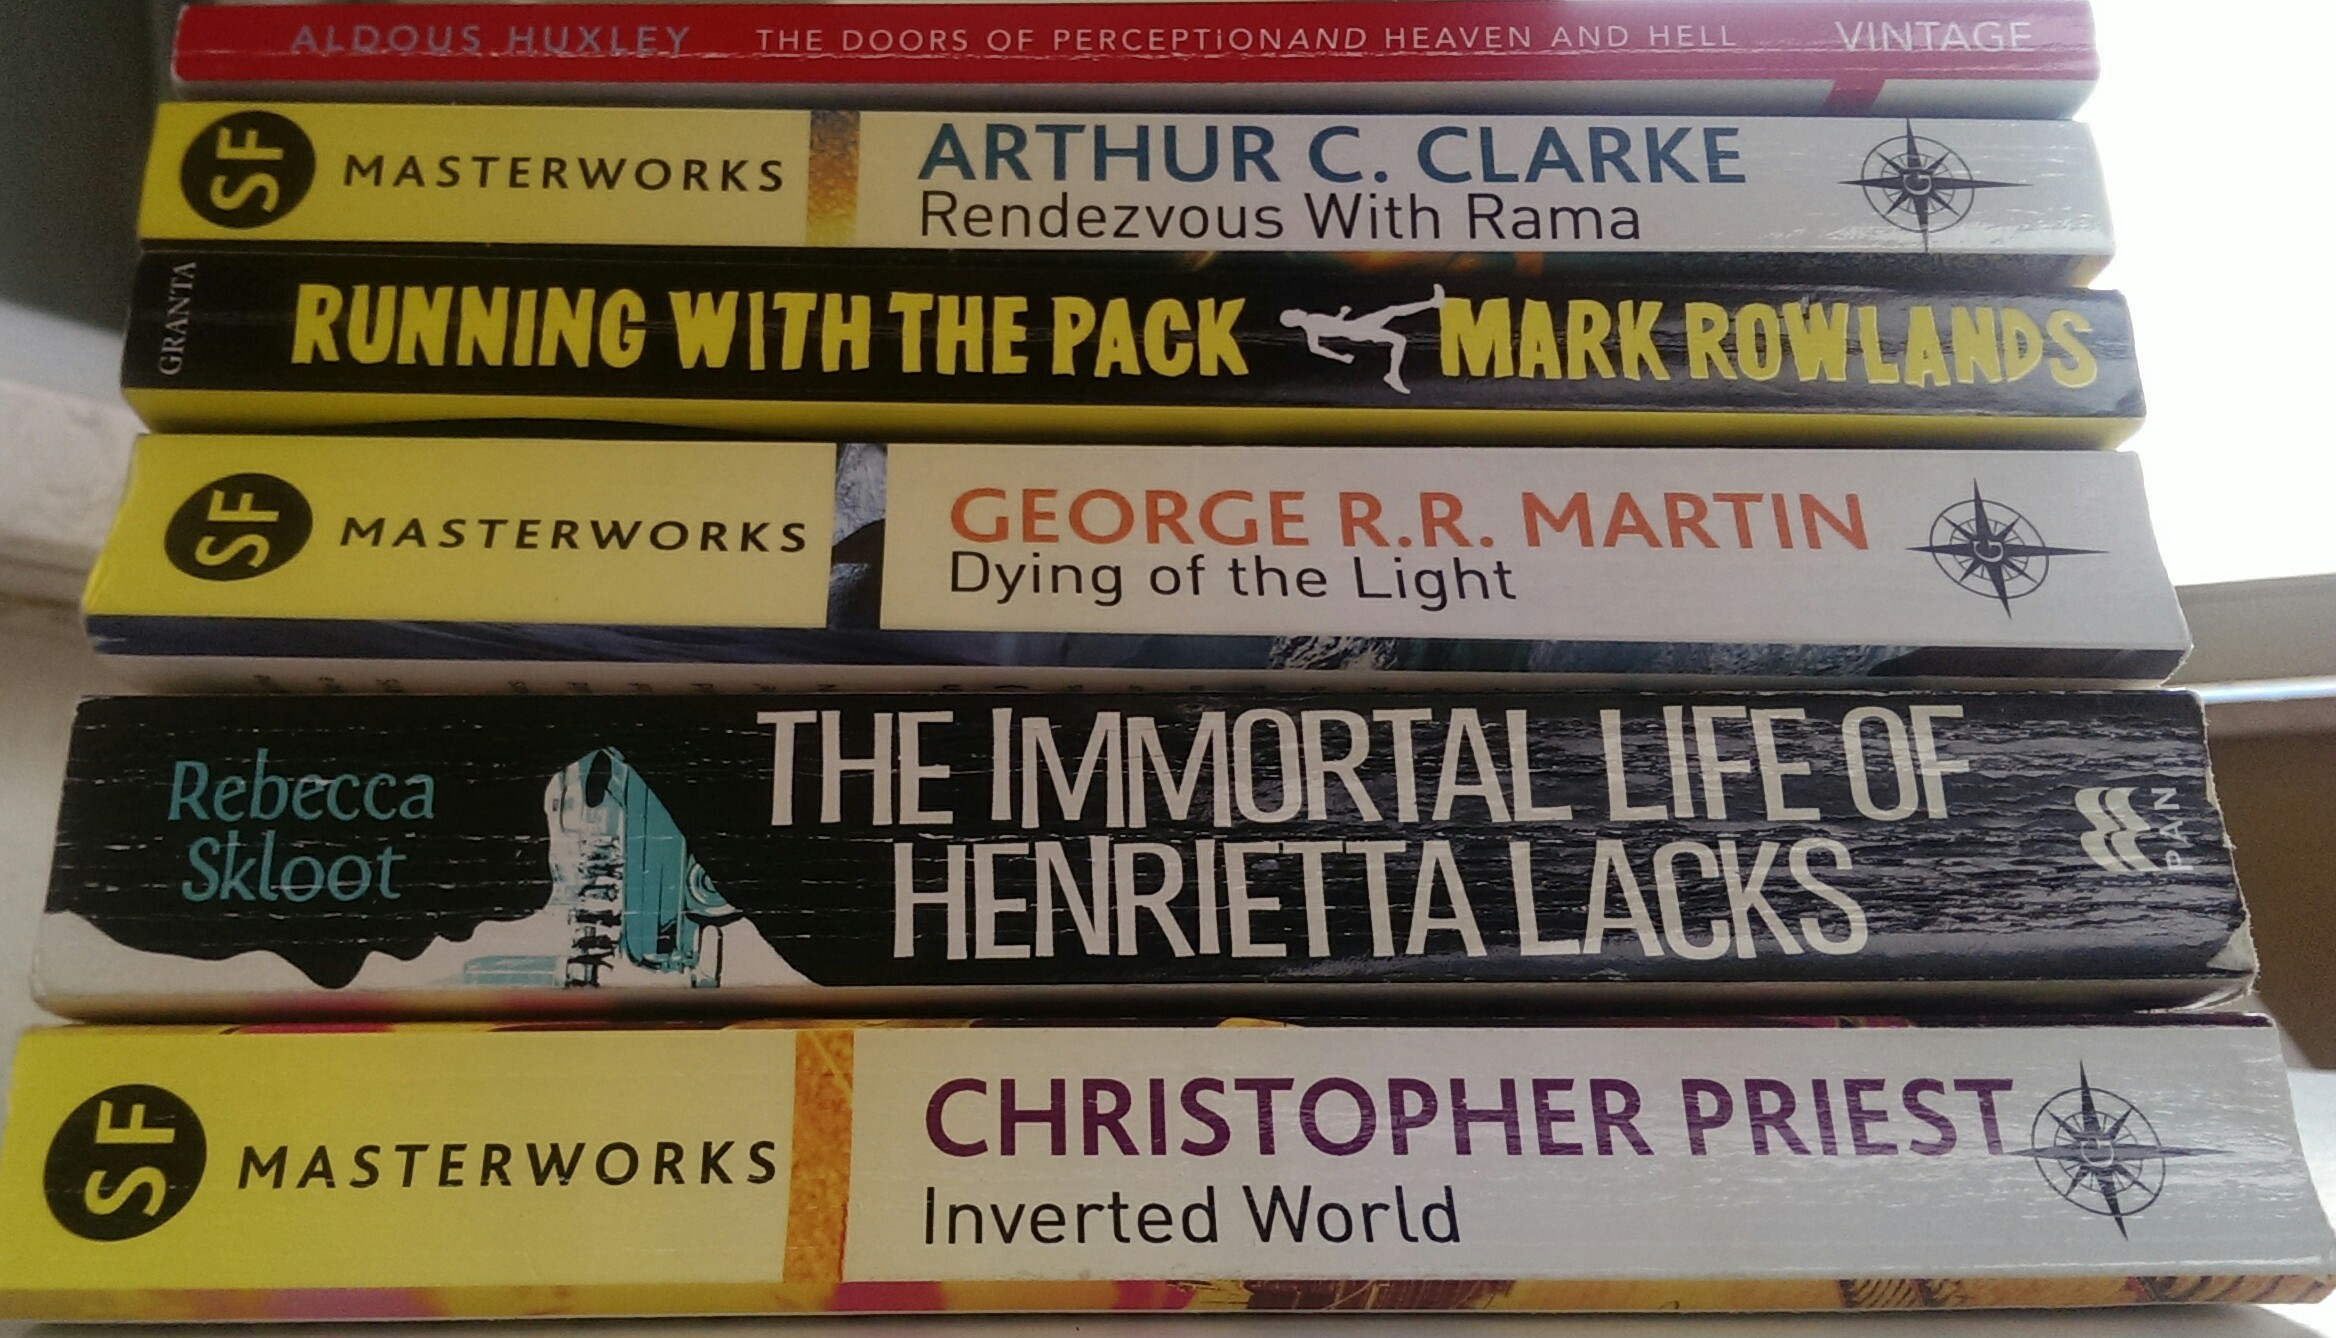 ALDOUS HUXLEY THE DOORS OF PERCEPTION AND HEAVEN AND HELL VINTAGE
SF MASTERWORKS ARTHUR C. CLARKE
Rendezvous With Rama
G
GRANTA RUNNING WITH THE PACK MARK ROWLANDS
SF MASTERWORKS GEORGE R.R. MARTIN
Dying of the Light
G
Rebecca
Skloot
THE IMMORTAL LIFE OF
HENRIETTA LACKS
PAN
SF MASTERWORKS CHRISTOPHER PRIEST
Inverted World
G